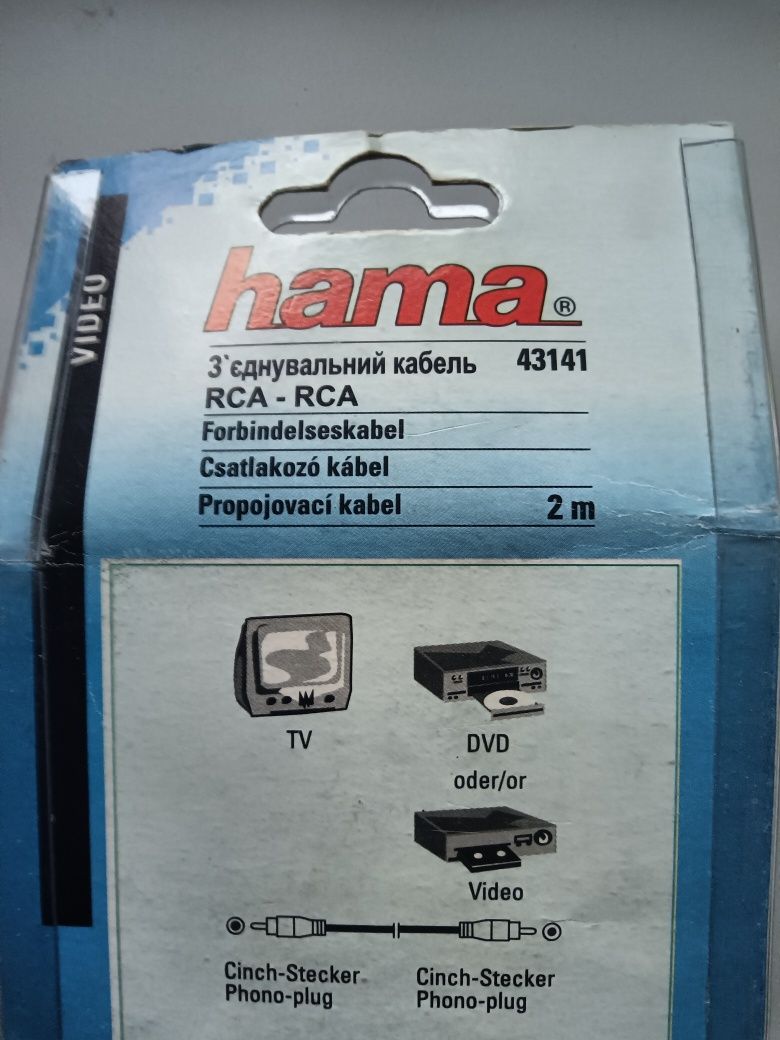 VIDEO
hama®
З`єднувальний кабель 43141
RCA - RCA
Forbindelseskabel
Csatlakozó kábel
Propojovací kabel 2 m
TV
DVD
oder/or
Video
Cinch-Stecker Cinch-Stecker
Phono-plug Phono-plug